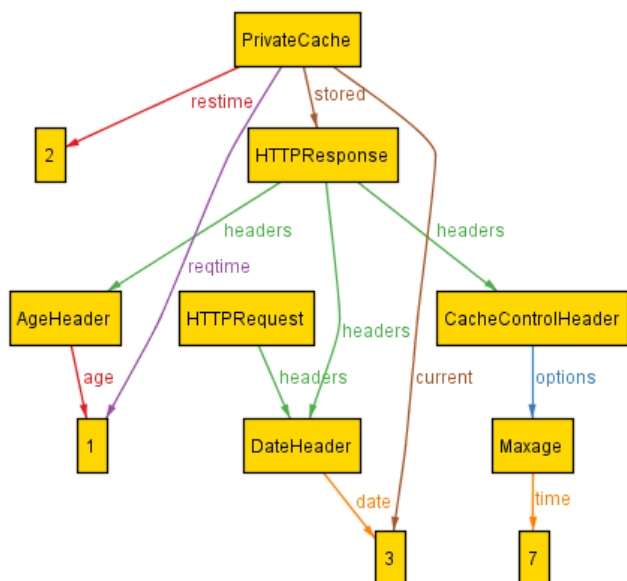 PrivateCache
restime
stored
2
HTTPResponse
headers
headers
reqtime
AgeHeader
HTTPRequest
CacheControlHeader
headers
age
headers
current
options
1
DateHeader
Maxage
date
time
3
7